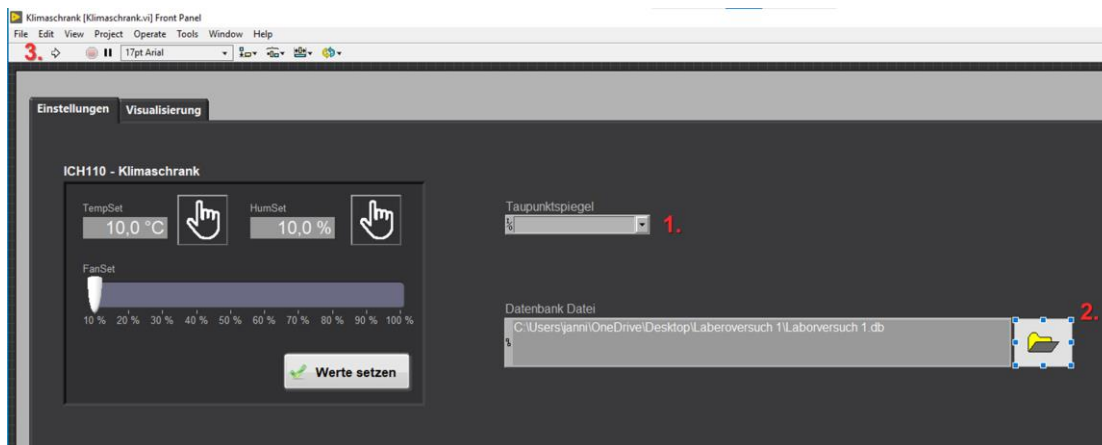 Klimaschrank [Klimaschrank.vi] Front Panel
File Edit View Project Operate Tools Window Help
3. 17pt Arial
Einstellungen Visualisierung
ICH110 - Klimaschrank
TempSet HumSet
10,0 °C 10,0 %
FanSet
10 % 20 % 30 % 40 % 50 % 60 % 70 % 80 % 90 % 100 %
Werte setzen
Taupunktspiegel
1.
Datenbank Datei
2.
C:\Users\janni\OneDrive\Desktop\Laberoversuch 1\Laborversuch 1.db